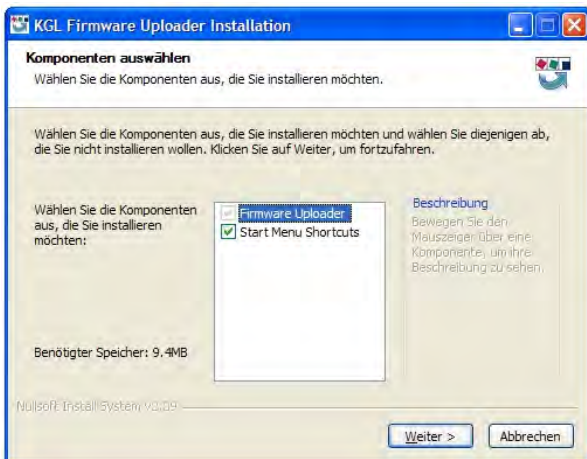 KGL Firmware Uploader Installation
Komponenten auswählen
Wählen Sie die Komponenten aus, die Sie installieren möchten.
Wählen Sie die Komponenten aus, die Sie installieren möchten und wählen Sie diejenigen ab,
die Sie nicht installieren wollen. Klicken Sie auf Weiter, um fortzufahren.
Wählen Sie die Komponenten
aus, die Sie installieren
möchten:
Firmware Uploader
Start Menu Shortcuts
Beschreibung
Bewegen Sie den
Mauszeiger über eine
Komponente, um ihre
Beschreibung zu sehen.
Benötigter Speicher: 9.4MB
Nullsoft Install System
Weiter >
Abbrechen